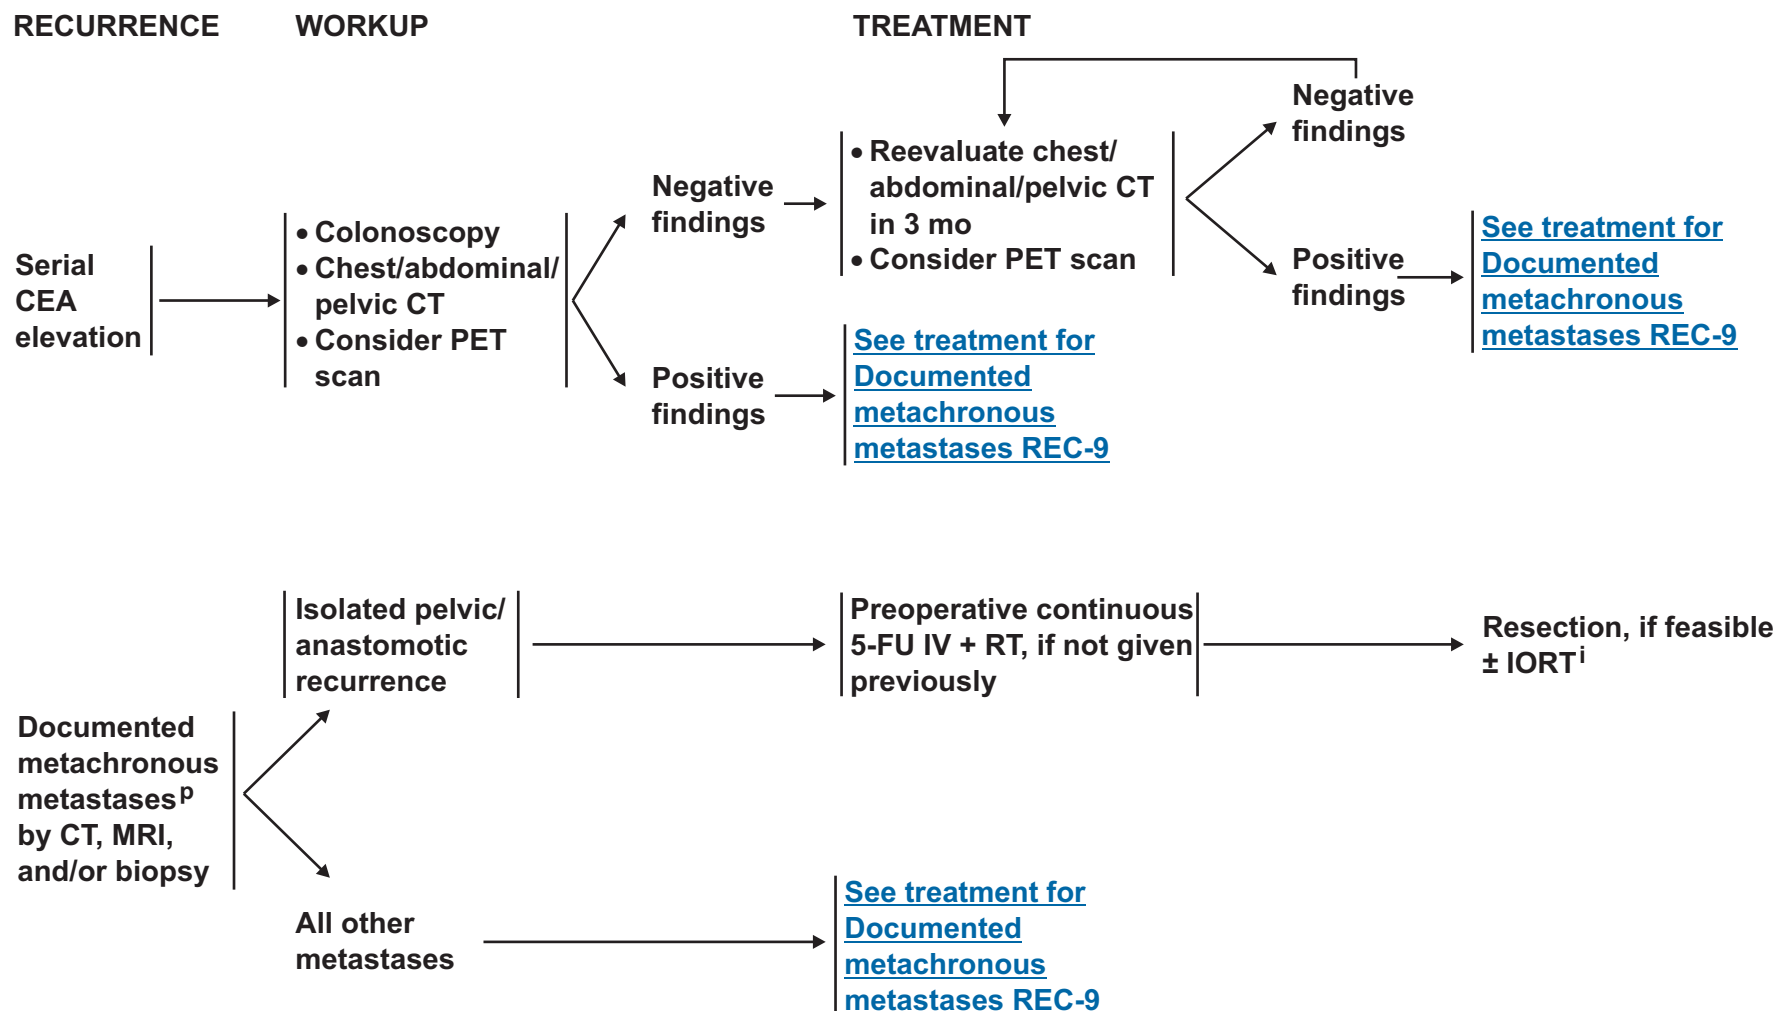 RECURRENCE WORKUP TREATMENT
Serial
CEA
elevation
• Colonoscopy
• Chest/abdominal/
pelvic CT
• Consider PET
scan
Negative
findings
• Reevaluate chest/
abdominal/pelvic CT
in 3 mo
• Consider PET scan
Negative
findings
Positive
findings
See treatment for
Documented
metachronous
metastases REC-9
Positive
findings
See treatment for
Documented
metachronous
metastases REC-9
Documented
metachronous
metastases p
by CT, MRI,
and/or biopsy
Isolated pelvic/
anastomotic
recurrence
Preoperative continuous
5-FU IV + RT, if not given
previously
Resection, if feasible
± IORT i
All other
metastases
See treatment for
Documented
metachronous
metastases REC-9